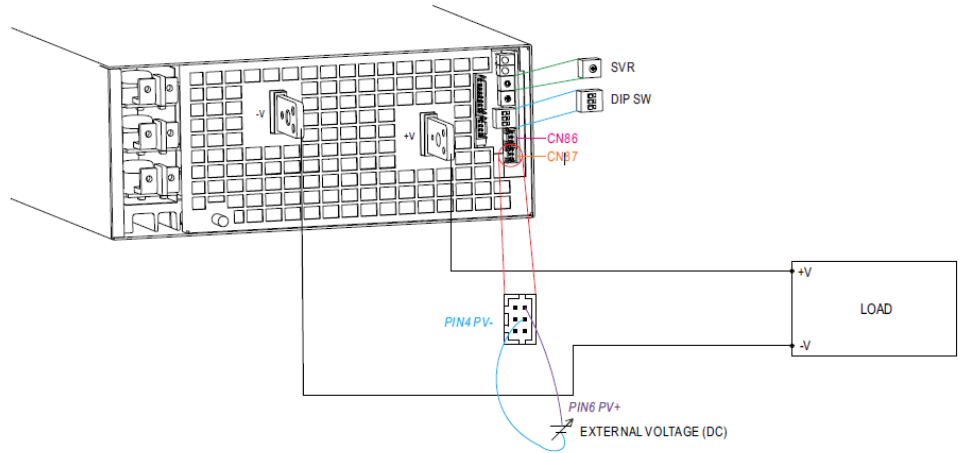 SVR
DIP SW
-V
+V
CN86
CN87
+V
LOAD
-V
PIN4 PV-
PIN6 PV+
EXTERNAL VOLTAGE (DC)